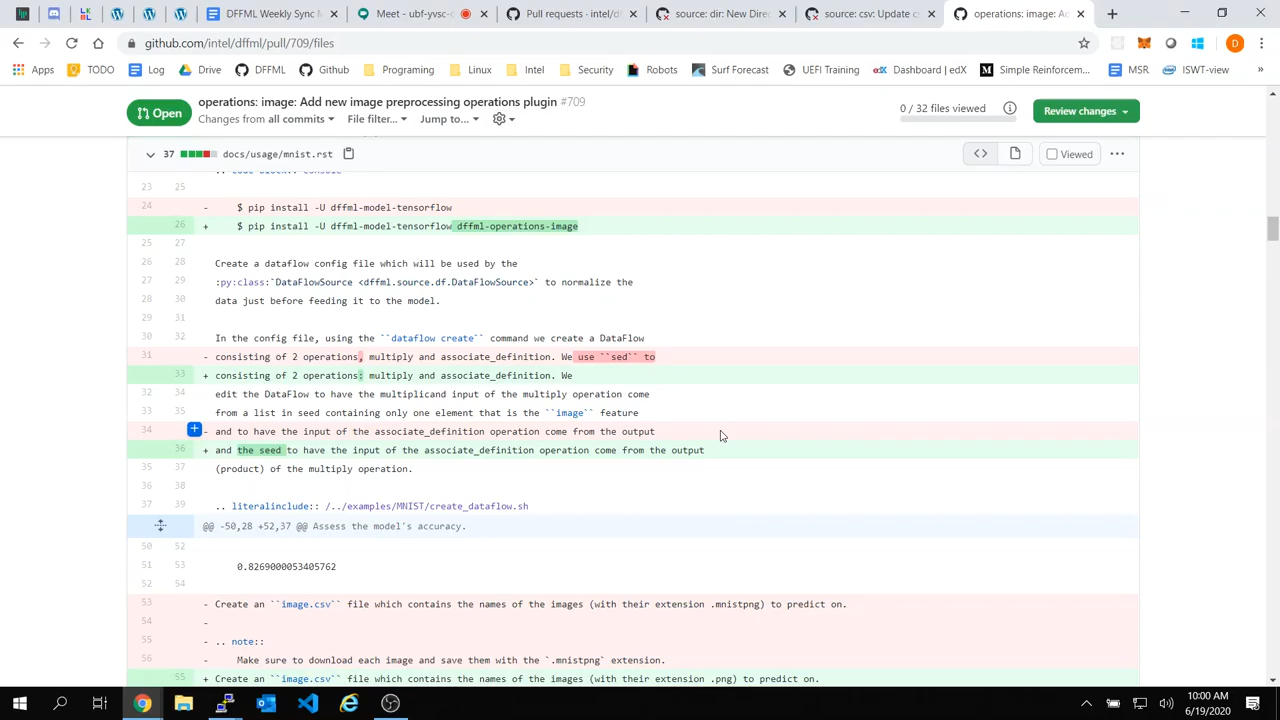 DFFML Weekly Sync M
Meet - ubf-yvsc-c
Pull requests · intel/df
source: dir: New Direc
source: csv: Update cs
operations: image: Ad
github.com/intel/dffml/pull/709/files
D
Apps
TODO
Log
Drive
DFFML
Github
Programing
Linux
Intel
Security
Robots
Surf Forecast
UEFI Training
Dashboard | edX
Simple Reinforcem...
MSR
ISWT-view
»
Open
operations: image: Add new image preprocessing operations plugin #709
Changes from all commits
File filter...
Jump to...
0 / 32 files viewed
Review changes
37
docs/usage/mnist.rst
Viewed
23 25
24 - $ pip install -U dffml-model-tensorflow
26 + $ pip install -U dffml-model-tensorflow dffml-operations-image
25 27
26 28 Create a dataflow config file which will be used by the
27 29 :py:class:`DataFlowSource <dffml.source.df.DataFlowSource>` to normalize the
28 30 data just before feeding it to the model.
29 31
30 32 In the config file, using the ``dataflow create`` command we create a DataFlow
31 - consisting of 2 operations, multiply and associate_definition. We use ``sed`` to
33 + consisting of 2 operations: multiply and associate_definition. We
32 34 edit the DataFlow to have the multiplicand input of the multiply operation come
33 35 from a list in seed containing only one element that is the ``image`` feature
34 - and to have the input of the associate_definition operation come from the output
36 + and the seed to have the input of the associate_definition operation come from the output
35 37 (product) of the multiply operation.
36 38
37 39 .. literalinclude:: /../examples/MNIST/create_dataflow.sh
@@ -50,28 +52,37 @@ Assess the model's accuracy.
50 52
51 53 0.8269000053405762
52 54
53 - Create an ``image.csv`` file which contains the names of the images (with their extension .mnistpng) to predict on.
54 -
55 - .. note::
56 - Make sure to download each image and save them with the `.mnistpng` extension.
55 + Create an ``image.csv`` file which contains the names of the images (with their extension .png) to predict on.
10:00 AM
6/19/2020